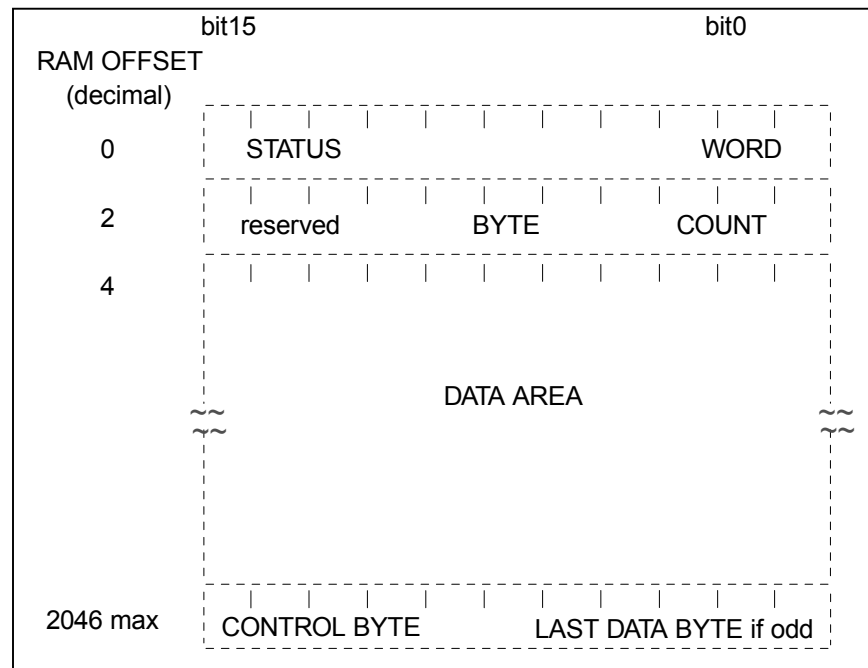 bit15 bit0
RAM OFFSET
(decimal)
0 STATUS WORD
2 reserved BYTE COUNT
4
DATA AREA
2046 max CONTROL BYTE LAST DATA BYTE if odd